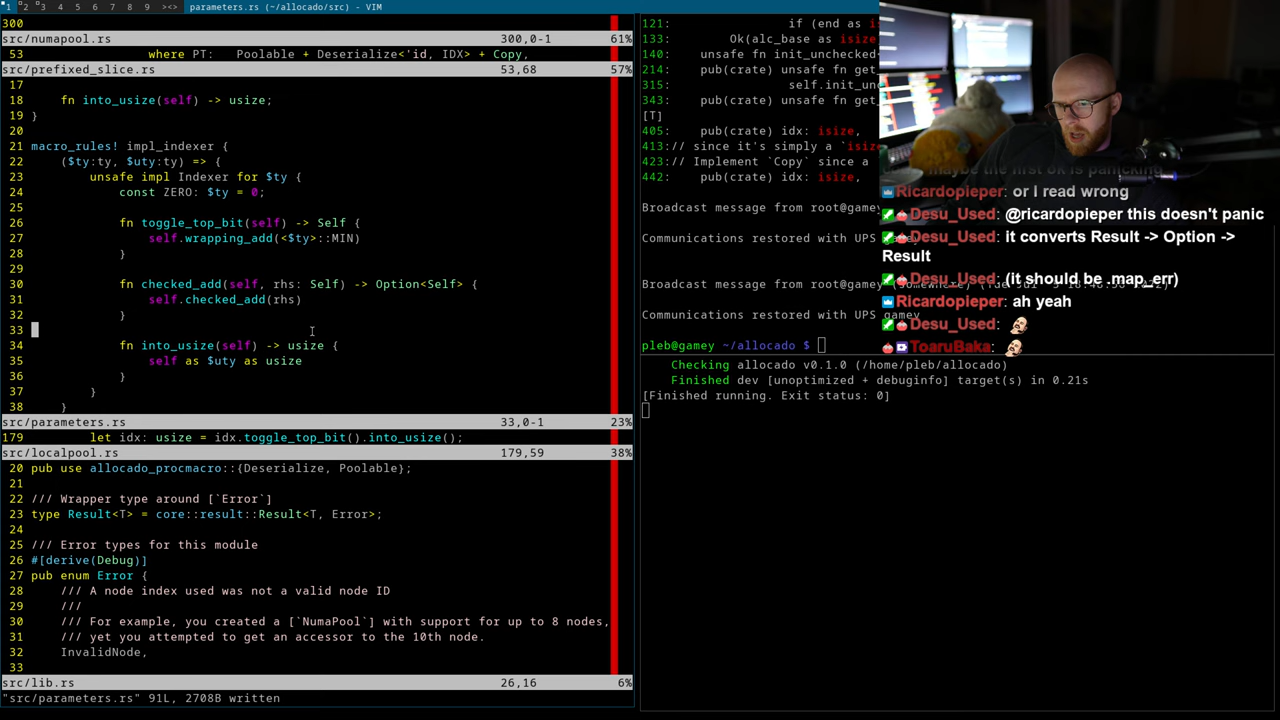 1 2 3 4 5 6 7 8 9 ><> parameters.rs (~/allocado/src) - VIM
300
src/numapool.rs 300,0-1 61%
53 where PT: Poolable + Deserialize<'id, IDX> + Copy,
src/prefixed_slice.rs 53,68 57%
17
18 fn into_usize(self) -> usize;
19 }
20
21 macro_rules! impl_indexer {
22 ($ty:ty, $uty:ty) => {
23 unsafe impl Indexer for $ty {
24 const ZERO: $ty = 0;
25
26 fn toggle_top_bit(self) -> Self {
27 self.wrapping_add(<$ty>::MIN)
28 }
29
30 fn checked_add(self, rhs: Self) -> Option<Self> {
31 self.checked_add(rhs)
32 }
33
34 fn into_usize(self) -> usize {
35 self as $uty as usize
36 }
37 }
38 }
src/parameters.rs 33,0-1 23%
179 let idx: usize = idx.toggle_top_bit().into_usize();
src/localpool.rs 179,59 38%
20 pub use allocado_procmacro::{Deserialize, Poolable};
21
22 /// Wrapper type around [`Error`]
23 type Result<T> = core::result::Result<T, Error>;
24
25 /// Error types for this module
26 #[derive(Debug)]
27 pub enum Error {
28 /// A node index used was not a valid node ID
29 ///
30 /// For example, you created a [`NumaPool`] with support for up to 8 nodes,
31 /// yet you attempted to get an accessor to the 10th node.
32 InvalidNode,
33
src/lib.rs 26,16 6%
"src/parameters.rs" 91L, 2708B written
121: if (end as i
133: Ok(alc_base as isize
140: unsafe fn init_unchecked
214: pub(crate) unsafe fn get_
315: self.init_unc
343: pub(crate) unsafe fn get_
[T]
405: pub(crate) idx: isize,
413:// since it's simply a `isize
423:// Implement `Copy` since a
442: pub(crate) idx: isize,
Broadcast message from root@gamey
Communications restored with UPS gamey
Broadcast message from root@gamey
Communications restored with UPS gamey
pleb@gamey ~/allocado $
Checking allocado v0.1.0 (/home/pleb/allocado)
Finished dev [unoptimized + debuginfo] target(s) in 0.21s
[Finished running. Exit status: 0]
maybe the first ok is panicking
Ricardopieper: or I read wrong
Desu_Used: @ricardopieper this doesn't panic
Desu_Used: it converts Result -> Option ->
Result
Desu_Used: (it should be .map_err)
Ricardopieper: ah yeah
Desu_Used:
ToaruBaka: